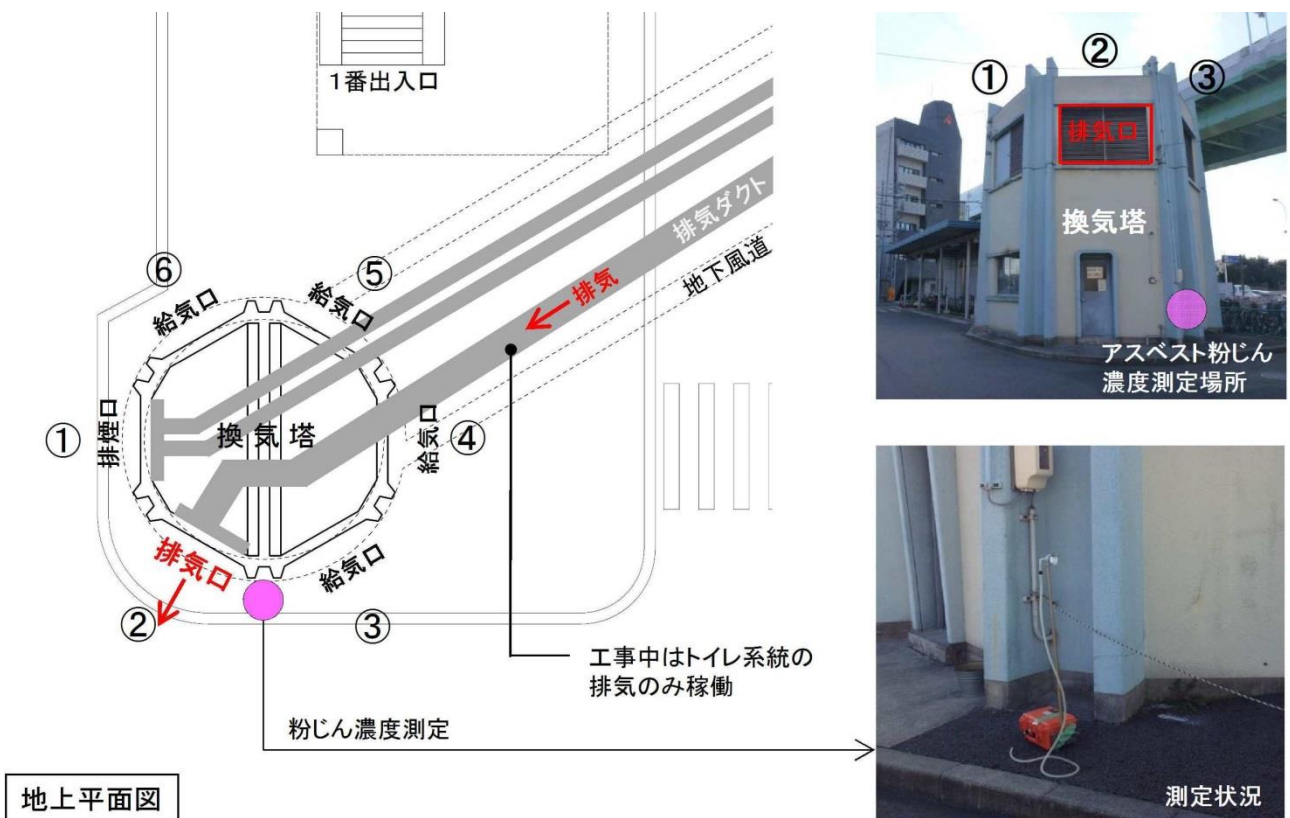 1番出入口
排気ダクト
地下風道
排気
⑥
⑤
給気口
給気口
①
排煙口
換気塔
給気口
④
排気口
給気口
②
③
工事中はトイレ系統の
排気のみ稼働
粉じん濃度測定
地上平面図
①
②
③
排気口
換気塔
アスベスト粉じん
濃度測定場所
測定状況